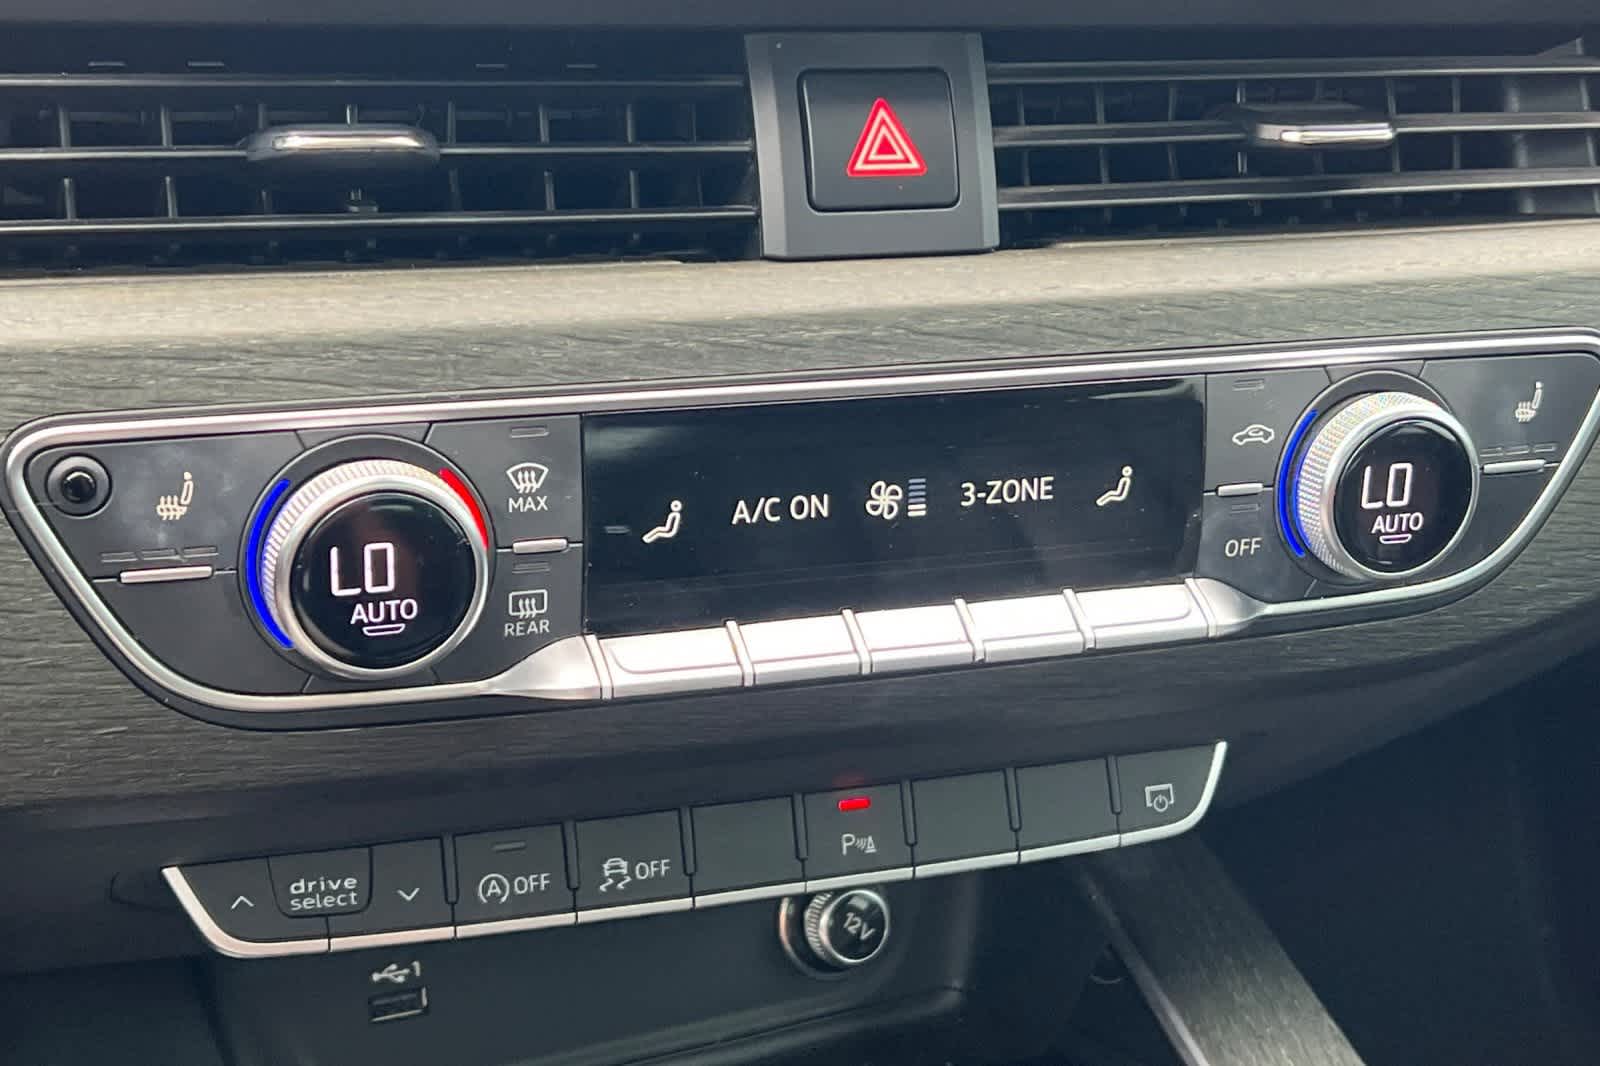 MAX
LO
AUTO
REAR
A/C ON
3-ZONE
OFF
LO
AUTO
drive
select
A OFF
OFF
P
1
12V